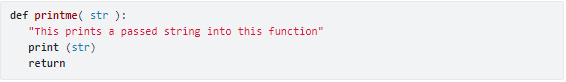 def printme( str ):
   "This prints a passed string into this function"
   print (str)
   return